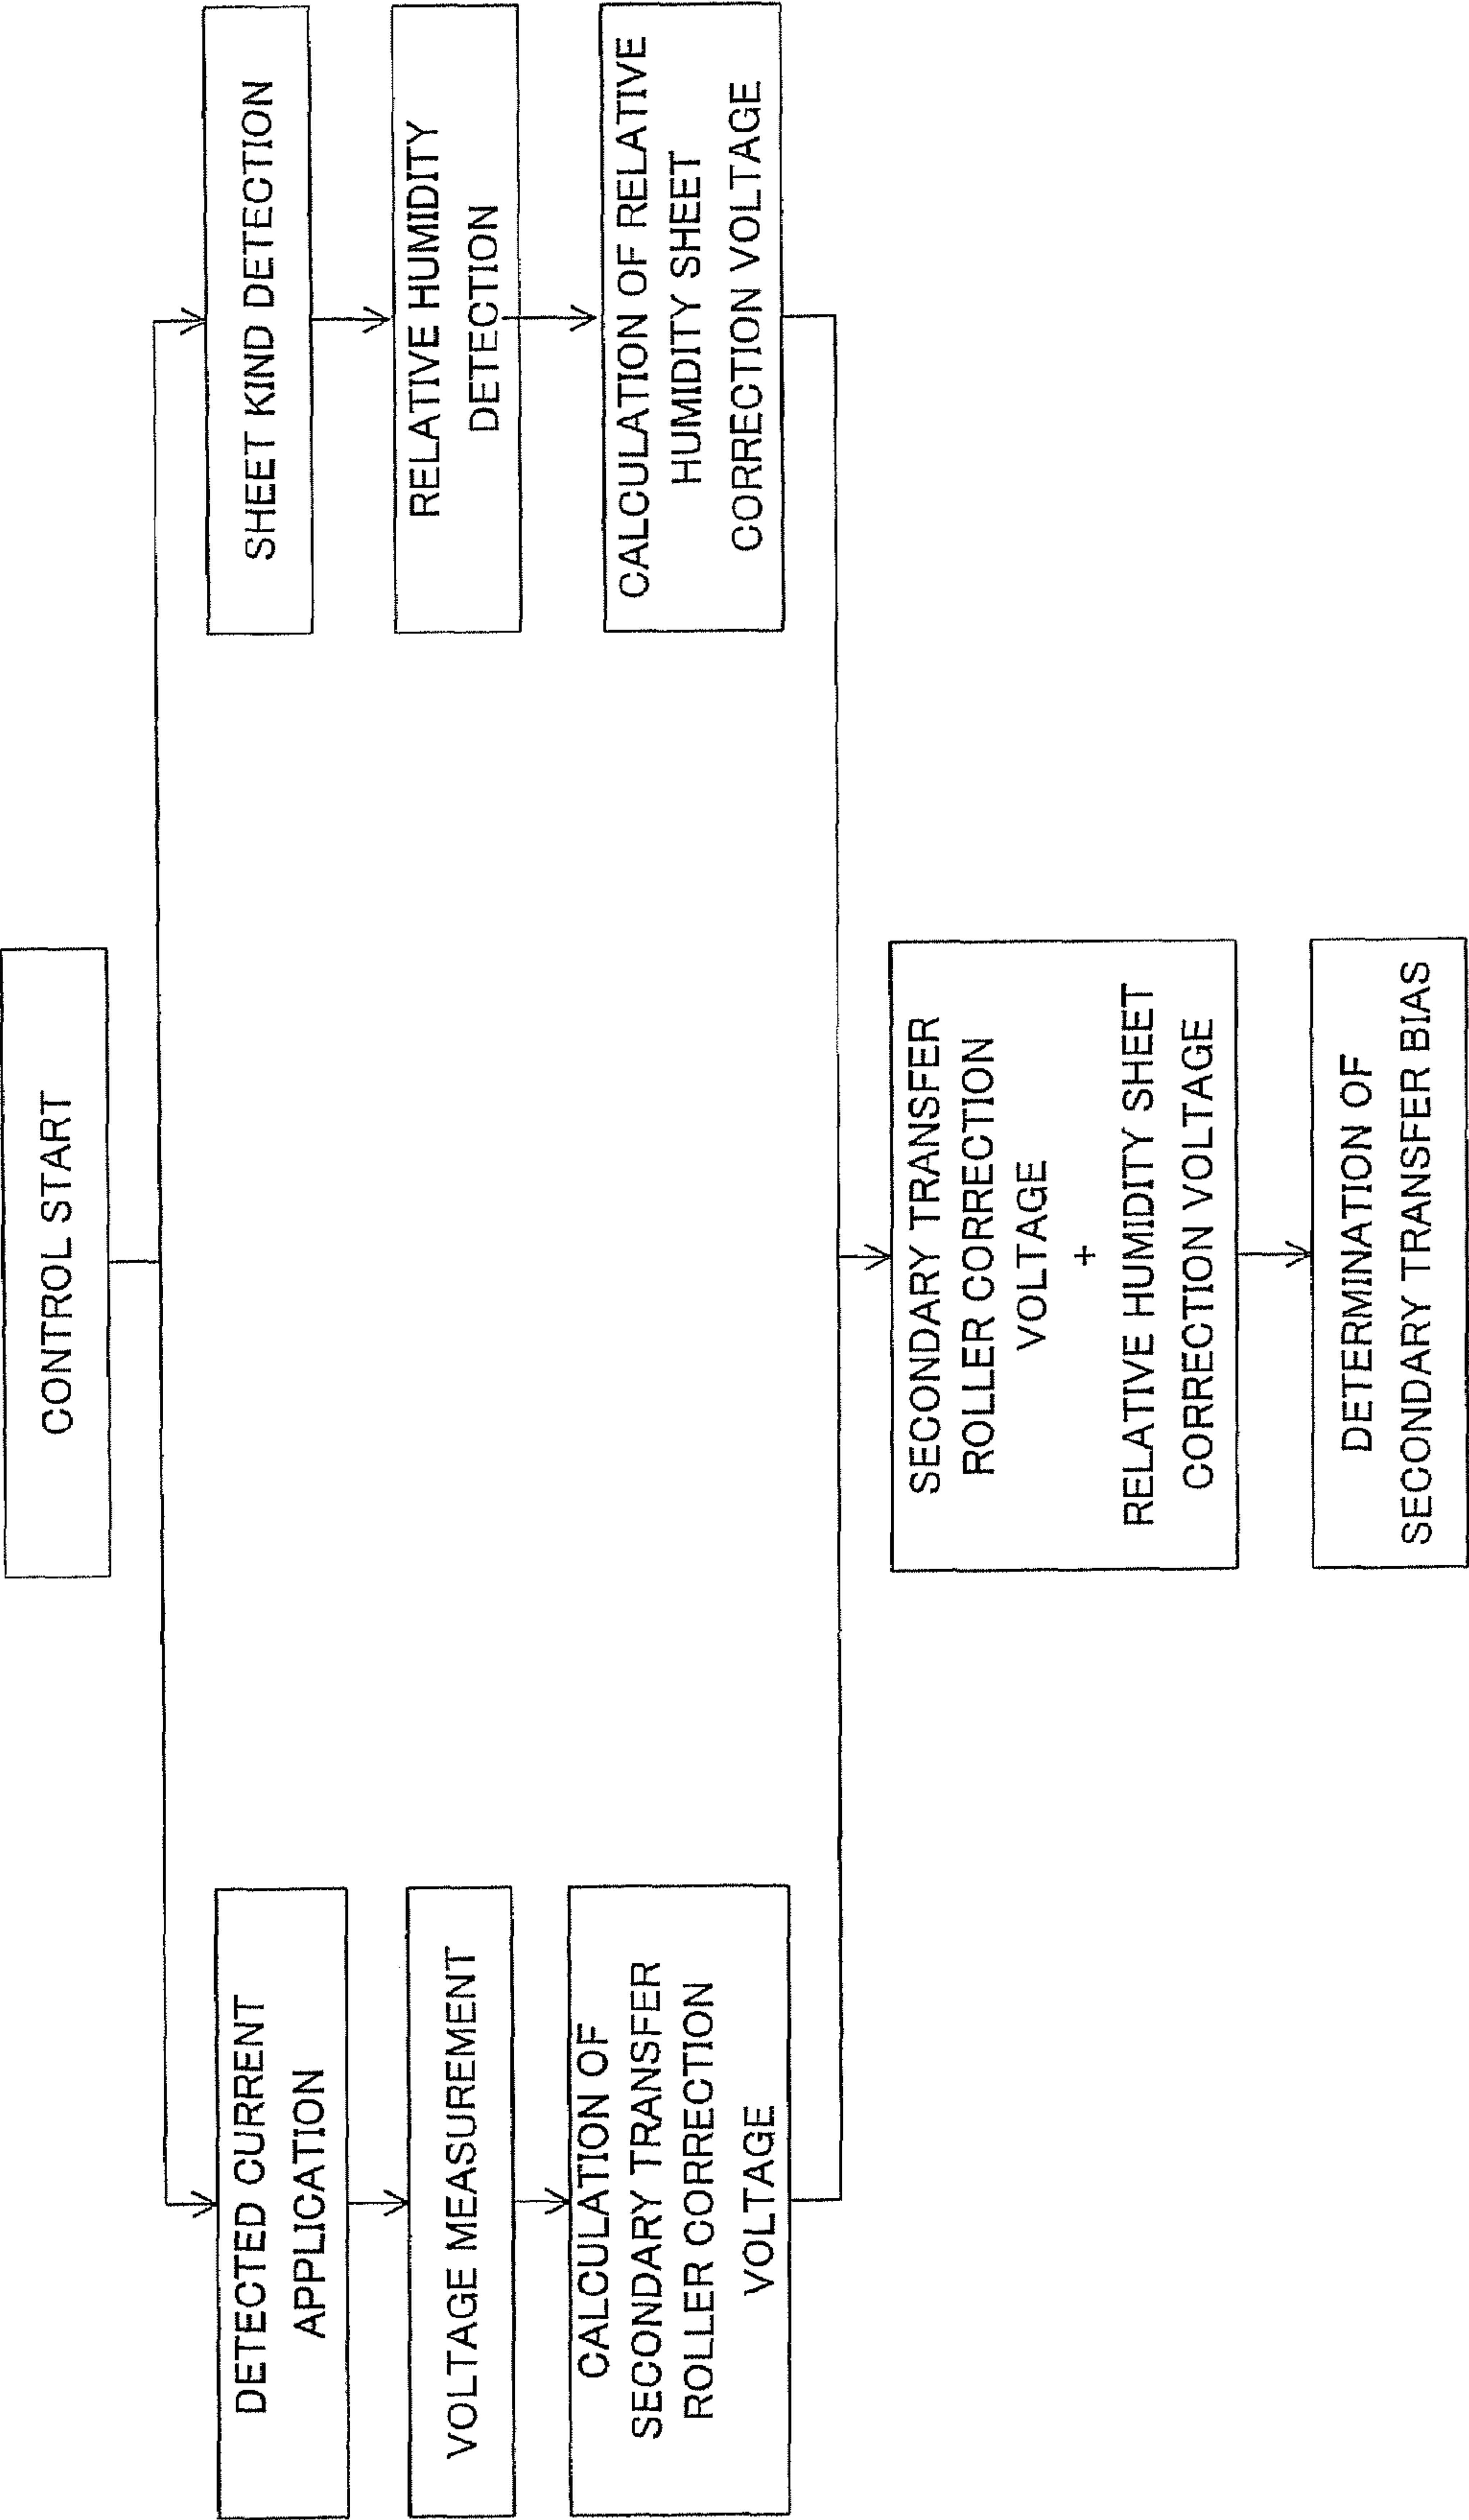 CONTROL START
DETECTED CURRENT
APPLICATION
VOLTAGE MEASUREMENT
CALCULATION OF
SECONDARY TRANSFER
ROLLER CORRECTION
VOLTAGE
SHEET KIND DETECTION
RELATIVE HUMIDITY
DETECTION
CALCULATION OF RELATIVE
HUMIDITY SHEET
CORRECTION VOLTAGE
SECONDARY TRANSFER
ROLLER CORRECTION
VOLTAGE
+
RELATIVE HUMIDITY SHEET
CORRECTION VOLTAGE
DETERMINATION OF
SECONDARY TRANSFER BIAS